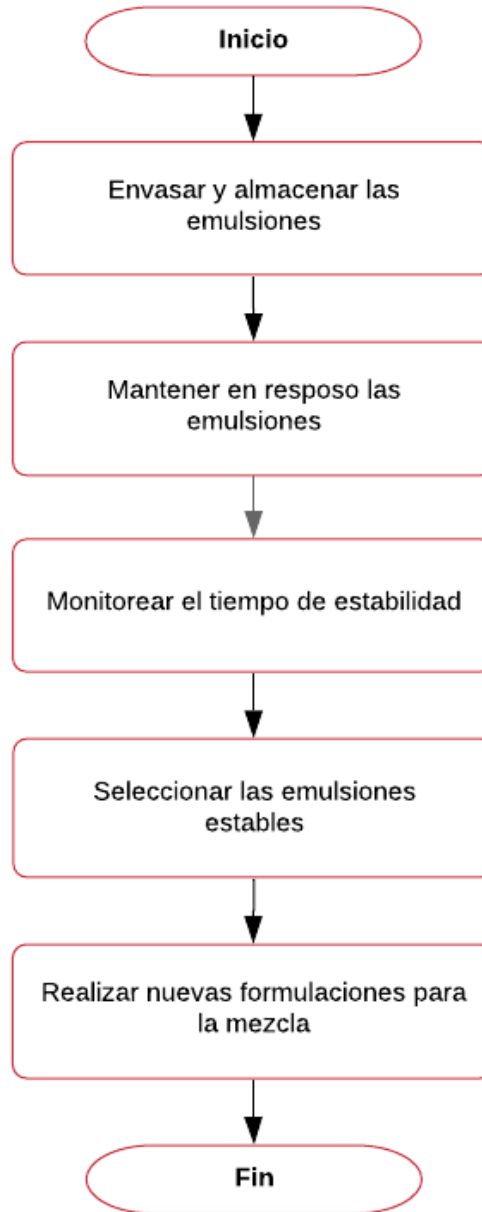 Inicio
Envasar y almacenar las
emulsiones
Mantener en resposo las
emulsiones
Monitorear el tiempo de estabilidad
Seleccionar las emulsiones
estables
Realizar nuevas formulaciones para
la mezcla
Fin